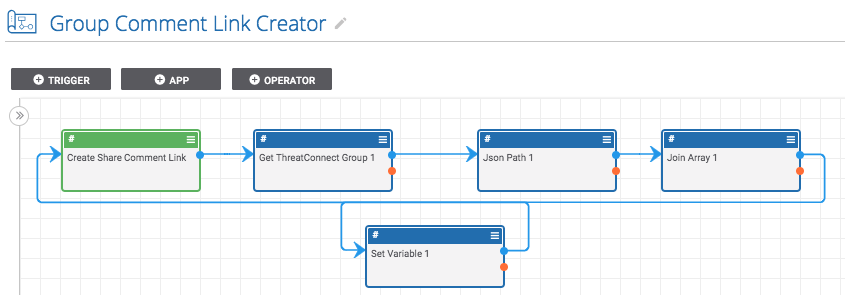 Group Comment Link Creator
TRIGGER
APP
OPERATOR
#
Create Share Comment Link
#
Get ThreatConnect Group 1
#
Json Path 1
#
Join Array 1
#
Set Variable 1